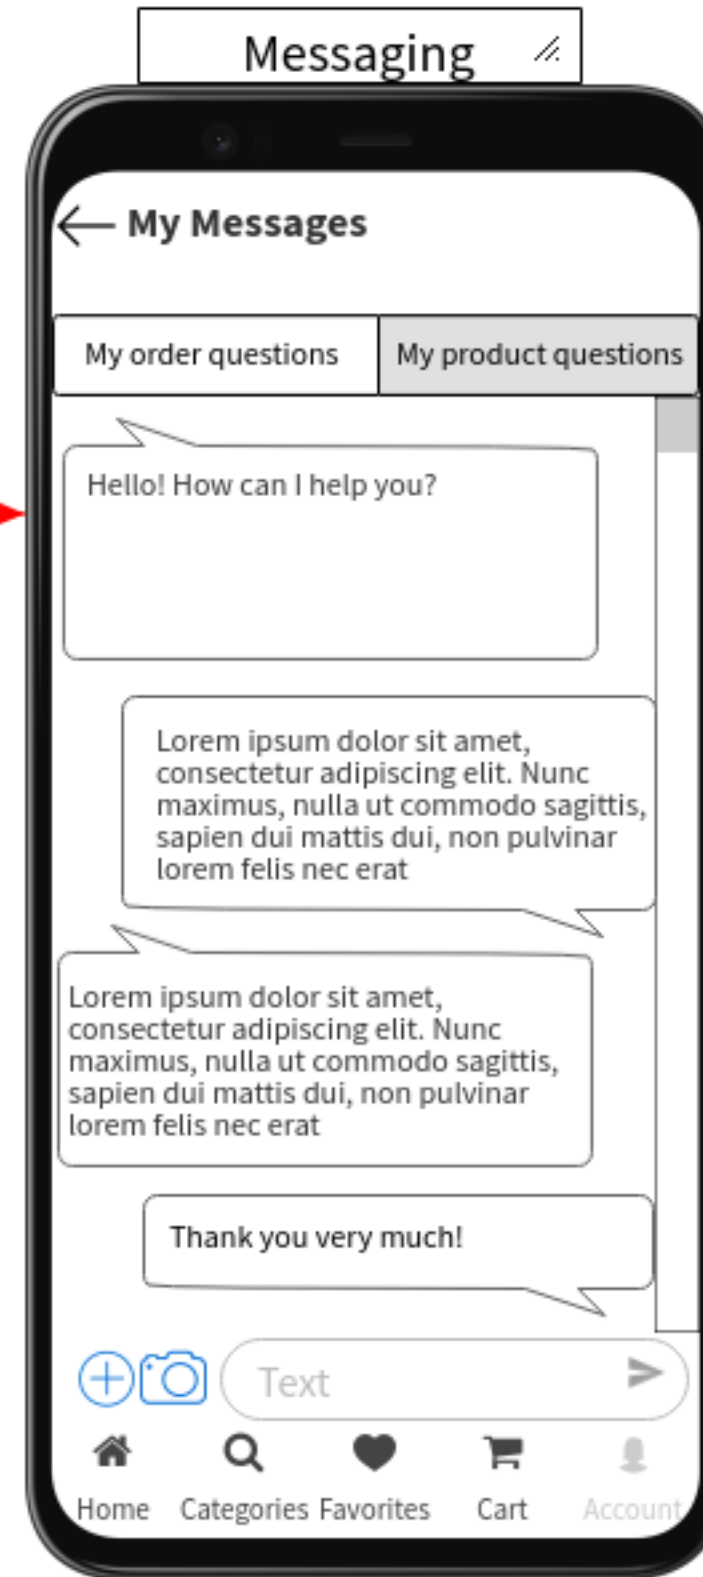 Messaging
My Messages
My order questions
My product questions
Hello! How can I help you?
Lorem ipsum dolor sit amet,
consectetur adipiscing elit. Nunc
maximus, nulla ut commodo sagittis,
sapien dui mattis dui, non pulvinar
lorem felis nec erat
Lorem ipsum dolor sit amet,
consectetur adipiscing elit. Nunc
maximus, nulla ut commodo sagittis,
sapien dui mattis dui, non pulvinar
lorem felis nec erat
Thank you very much!
Text
Home Categories Favorites Cart Account